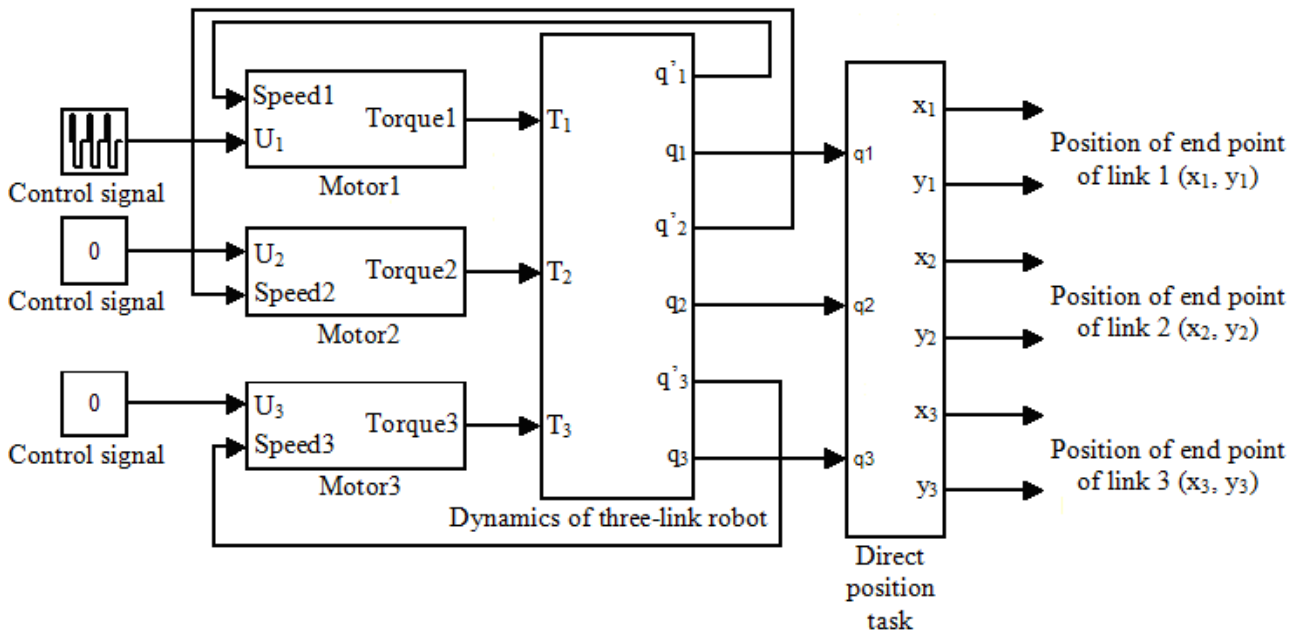 Speed1
U₁
Torque1
Motor1
Control signal
0
Control signal
U₂
Speed2
Torque2
Motor2
0
Control signal
U₃
Speed3
Torque3
Motor3
T₁
T₂
T₃
q’₁
q₁
q’₂
q₂
q’₃
q₃
Dynamics of three-link robot
q1
q2
q3
x₁
y₁
x₂
y₂
x₃
y₃
Direct
position
task
Position of end point
of link 1 (x₁, y₁)
Position of end point
of link 2 (x₂, y₂)
Position of end point
of link 3 (x₃, y₃)